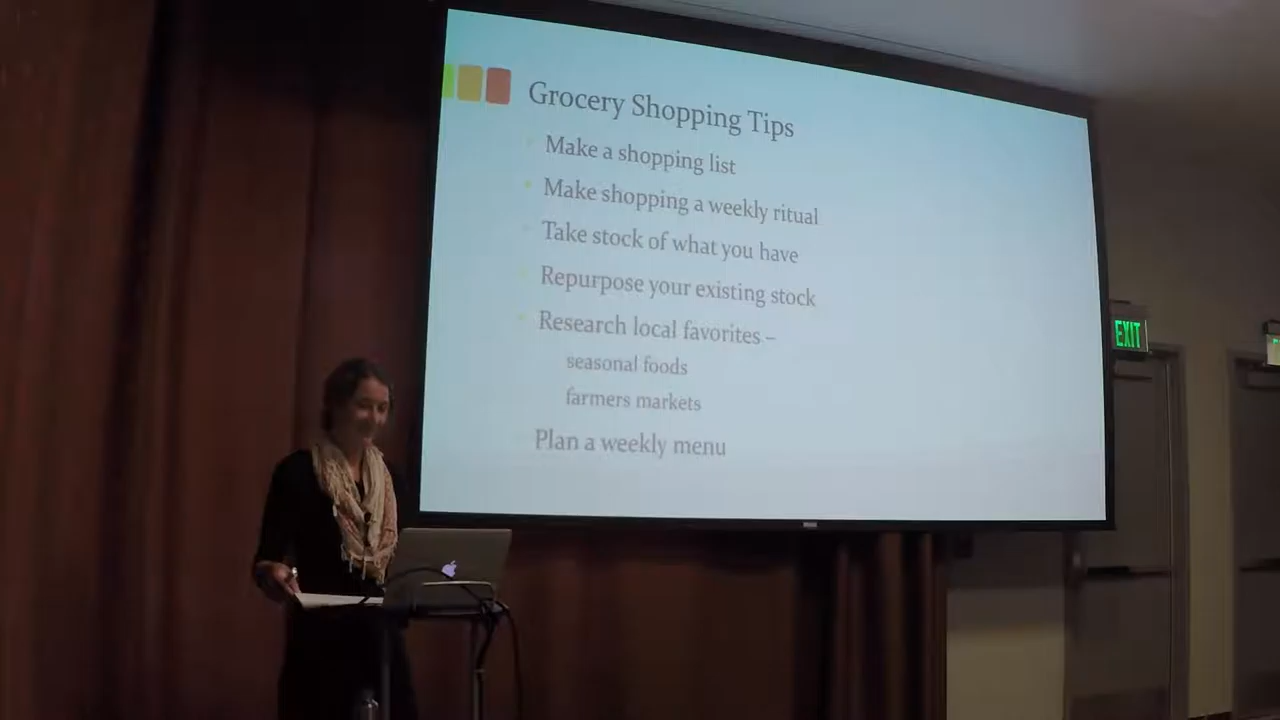 Grocery Shopping Tips
Make a shopping list
Make shopping a weekly ritual
Take stock of what you have
Repurpose your existing stock
Research local favorites –
seasonal foods
farmers markets
Plan a weekly menu
EXIT